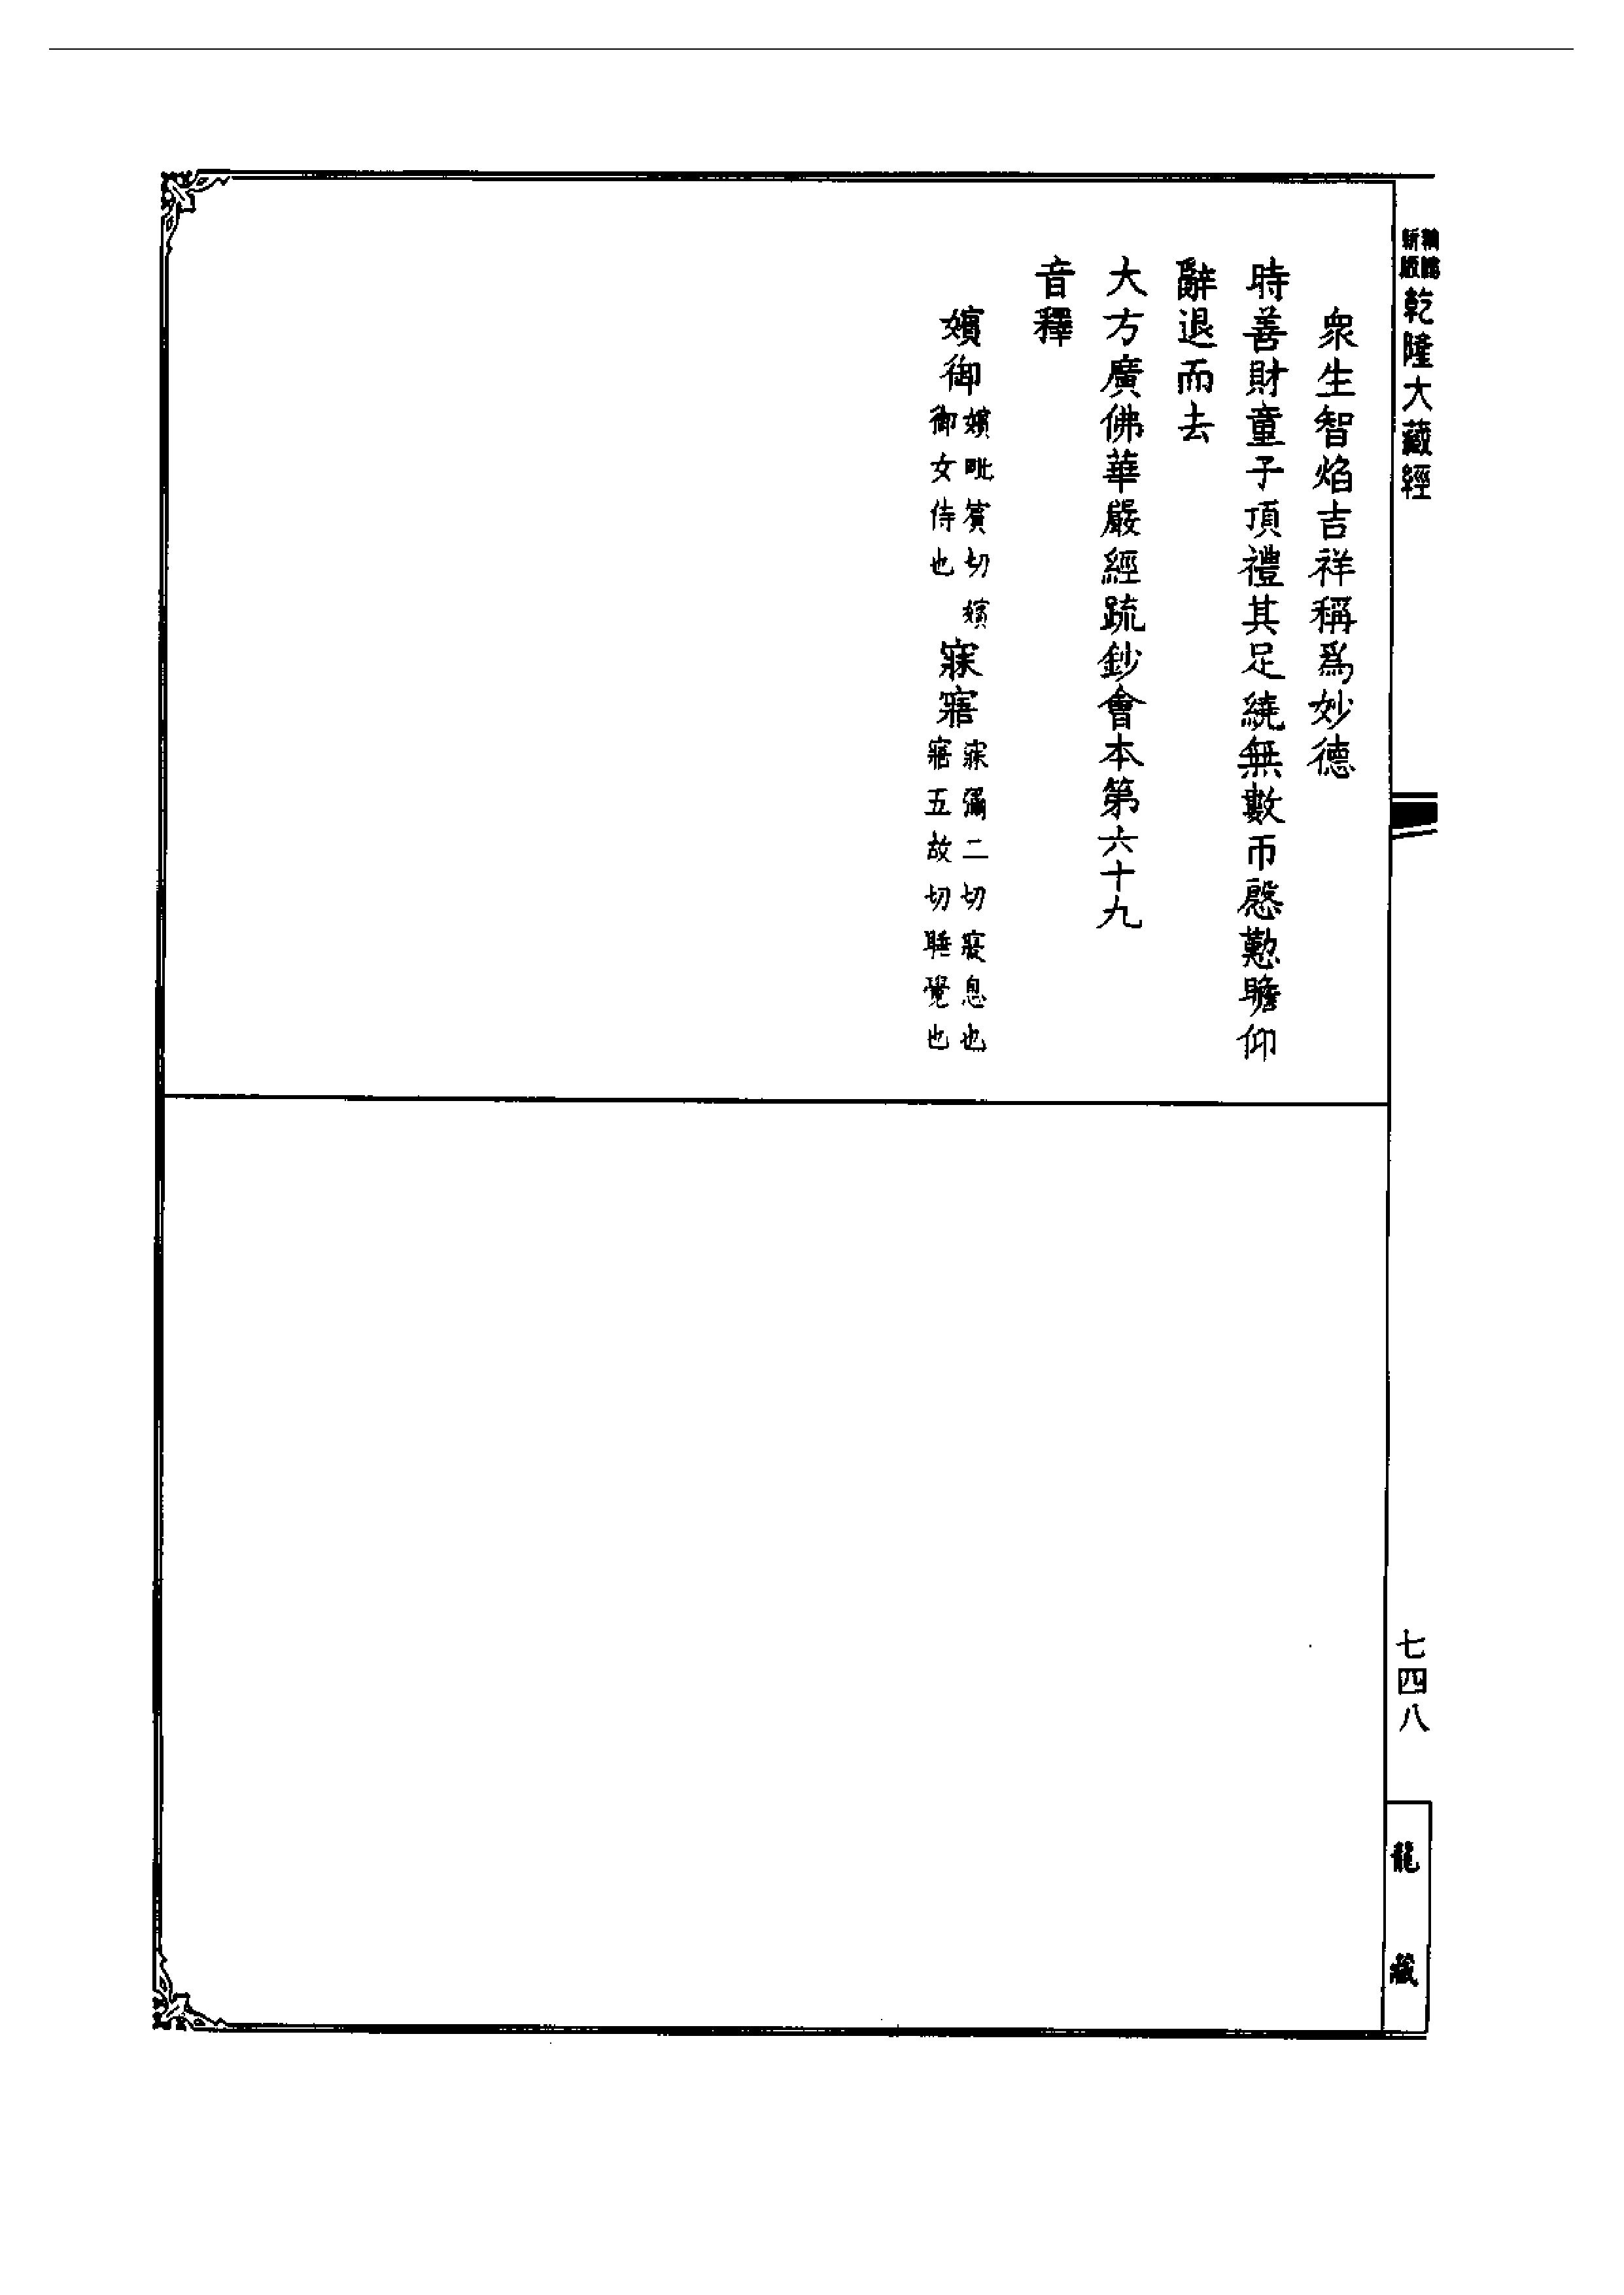 新版
乾隆大藏經
衆生智焰吉祥稱爲妙德
時善財童子頂禮其足繞無數帀慇懃瞻仰
辭退而去
大方廣佛華嚴經疏鈔會本第六十九
音釋
嬪御 嬪毗賓切嬪御女侍也 寐寤 寐彌二切寢息也寤五故切睡覺也
七四八
龍藏